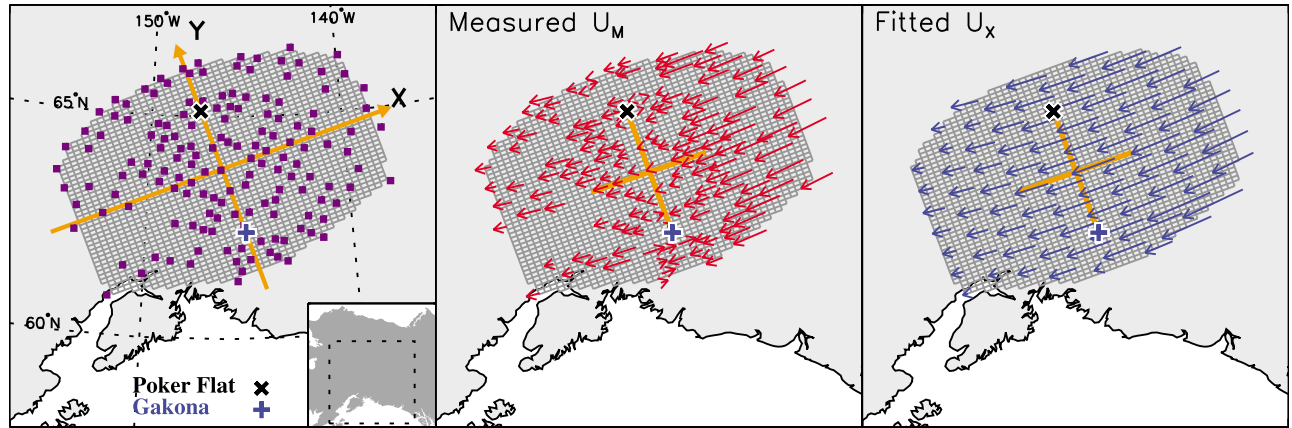 150°W
140°W
Y
X
65°N
60°N
Poker Flat
Gakona
Measured U_M
Fitted U_X